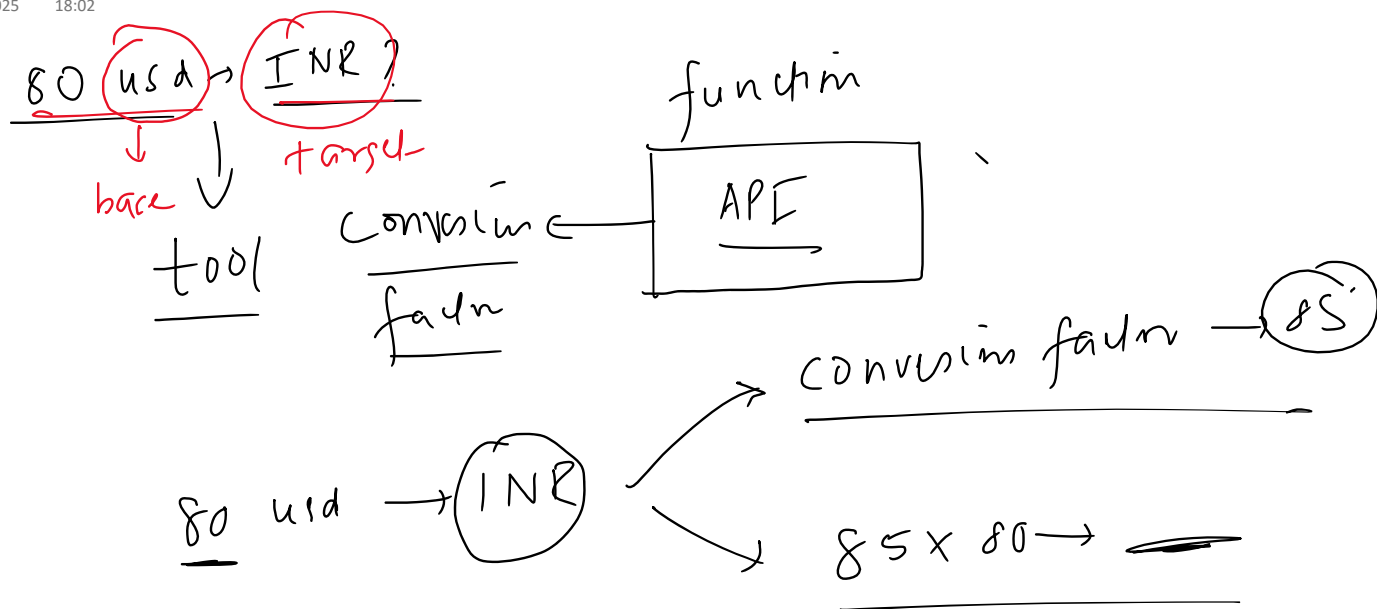 025 18:02
80 usd → INR?
function
target
base
API
conversion
tool
factor
conversion factor → 85
80 usd → INR
85 × 80 →